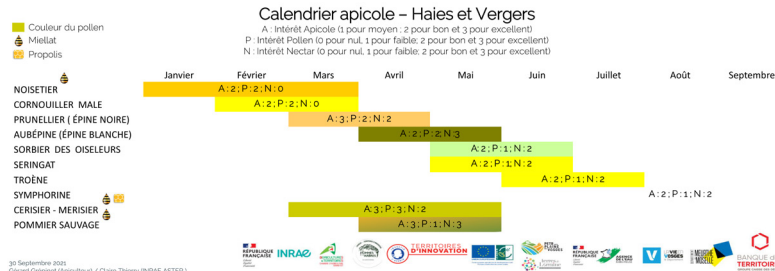 Calendrier apicole – Haies et Vergers
A : Intérêt Apicole (1 pour moyen ; 2 pour bon et 3 pour excellent)
P : Intérêt Pollen (0 pour nul, 1 pour faible; 2 pour bon et 3 pour excellent)
N : Intérêt Nectar (0 pour nul, 1 pour faible; 2 pour bon et 3 pour excellent)
Couleur du pollen
Miellat
Propolis
Janvier Février Mars Avril Mai Juin Juillet Août Septembre
NOISETIER A : 2 ; P : 2 ; N : 0
CORNOUILLER MALE A : 2 ; P : 2 ; N : 0
PRUNELLIER ( ÉPINE NOIRE) A : 3 ; P : 2 ; N : 2
AUBÉPINE (ÉPINE BLANCHE) A : 2 ; P : 2; N : 3
SORBIER DES OISELEURS A: 2 ; P : 1 ; N : 2
SERINGAT A : 2 ; P : 1; N : 2
TROÈNE A : 2 ; P : 1 ; N : 2
SYMPHORINE A : 2 ; P : 1 ; N : 2
CERISIER - MERISIER A: 3 ; P : 3 ; N : 2
POMMIER SAUVAGE A : 3 ; P : 1 ; N : 3
30 Septembre 2021
RÉPUBLIQUE FRANÇAISE
INRAE
TERRITOIRES D'INNOVATION
RÉPUBLIQUE FRANÇAISE
BANQUE des TERRITOIRES